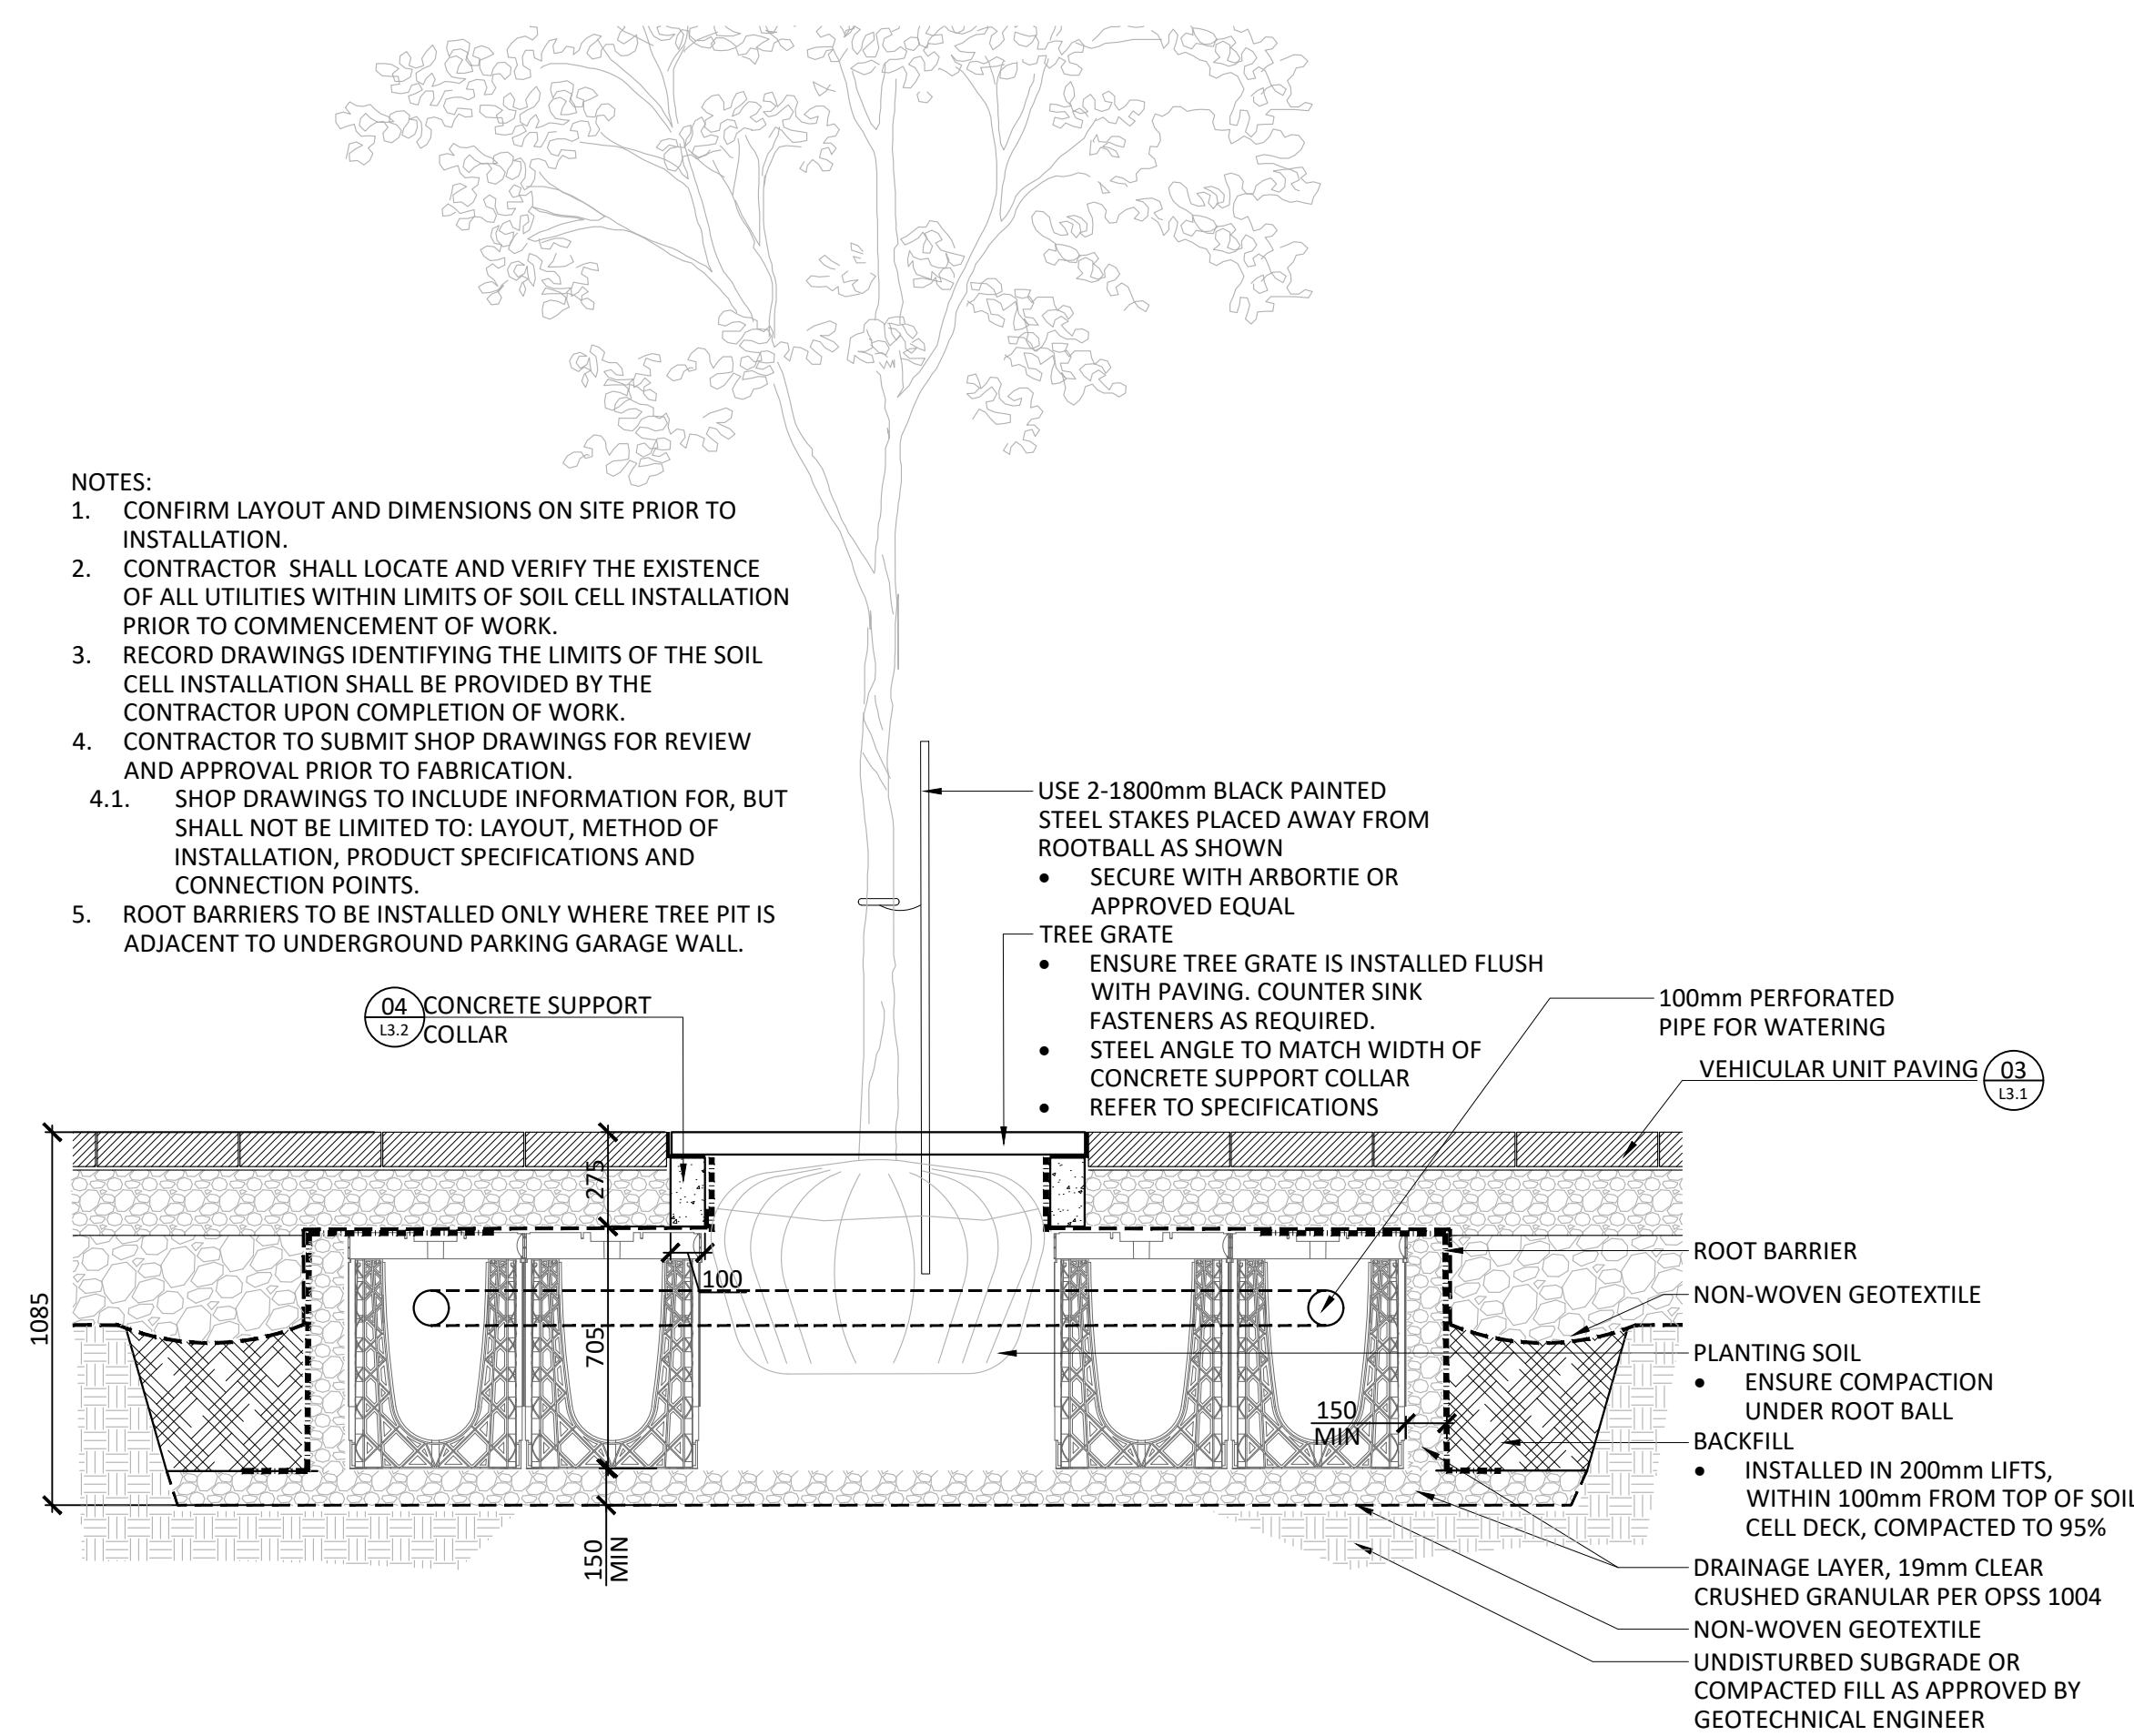 NOTES:
1. CONFIRM LAYOUT AND DIMENSIONS ON SITE PRIOR TO
INSTALLATION.
2. CONTRACTOR SHALL LOCATE AND VERIFY THE EXISTENCE
OF ALL UTILITIES WITHIN LIMITS OF SOIL CELL INSTALLATION
PRIOR TO COMMENCEMENT OF WORK.
3. RECORD DRAWINGS IDENTIFYING THE LIMITS OF THE SOIL
CELL INSTALLATION SHALL BE PROVIDED BY THE
CONTRACTOR UPON COMPLETION OF WORK.
4. CONTRACTOR TO SUBMIT SHOP DRAWINGS FOR REVIEW
AND APPROVAL PRIOR TO FABRICATION.
4.1. SHOP DRAWINGS TO INCLUDE INFORMATION FOR, BUT
SHALL NOT BE LIMITED TO: LAYOUT, METHOD OF
INSTALLATION, PRODUCT SPECIFICATIONS AND
CONNECTION POINTS.
5. ROOT BARRIERS TO BE INSTALLED ONLY WHERE TREE PIT IS
ADJACENT TO UNDERGROUND PARKING GARAGE WALL.
04
L3.2
CONCRETE SUPPORT
COLLAR
USE 2-1800mm BLACK PAINTED
STEEL STAKES PLACED AWAY FROM
ROOTBALL AS SHOWN
• SECURE WITH ARBORTIE OR
APPROVED EQUAL
TREE GRATE
• ENSURE TREE GRATE IS INSTALLED FLUSH
WITH PAVING. COUNTER SINK
FASTENERS AS REQUIRED.
• STEEL ANGLE TO MATCH WIDTH OF
CONCRETE SUPPORT COLLAR
• REFER TO SPECIFICATIONS
100mm PERFORATED
PIPE FOR WATERING
VEHICULAR UNIT PAVING
03
L3.1
1085
275
705
100
150
MIN
150
MIN
ROOT BARRIER
NON-WOVEN GEOTEXTILE
PLANTING SOIL
• ENSURE COMPACTION
UNDER ROOT BALL
BACKFILL
• INSTALLED IN 200mm LIFTS,
WITHIN 100mm FROM TOP OF SOIL
CELL DECK, COMPACTED TO 95%
DRAINAGE LAYER, 19mm CLEAR
CRUSHED GRANULAR PER OPSS 1004
NON-WOVEN GEOTEXTILE
UNDISTURBED SUBGRADE OR
COMPACTED FILL AS APPROVED BY
GEOTECHNICAL ENGINEER